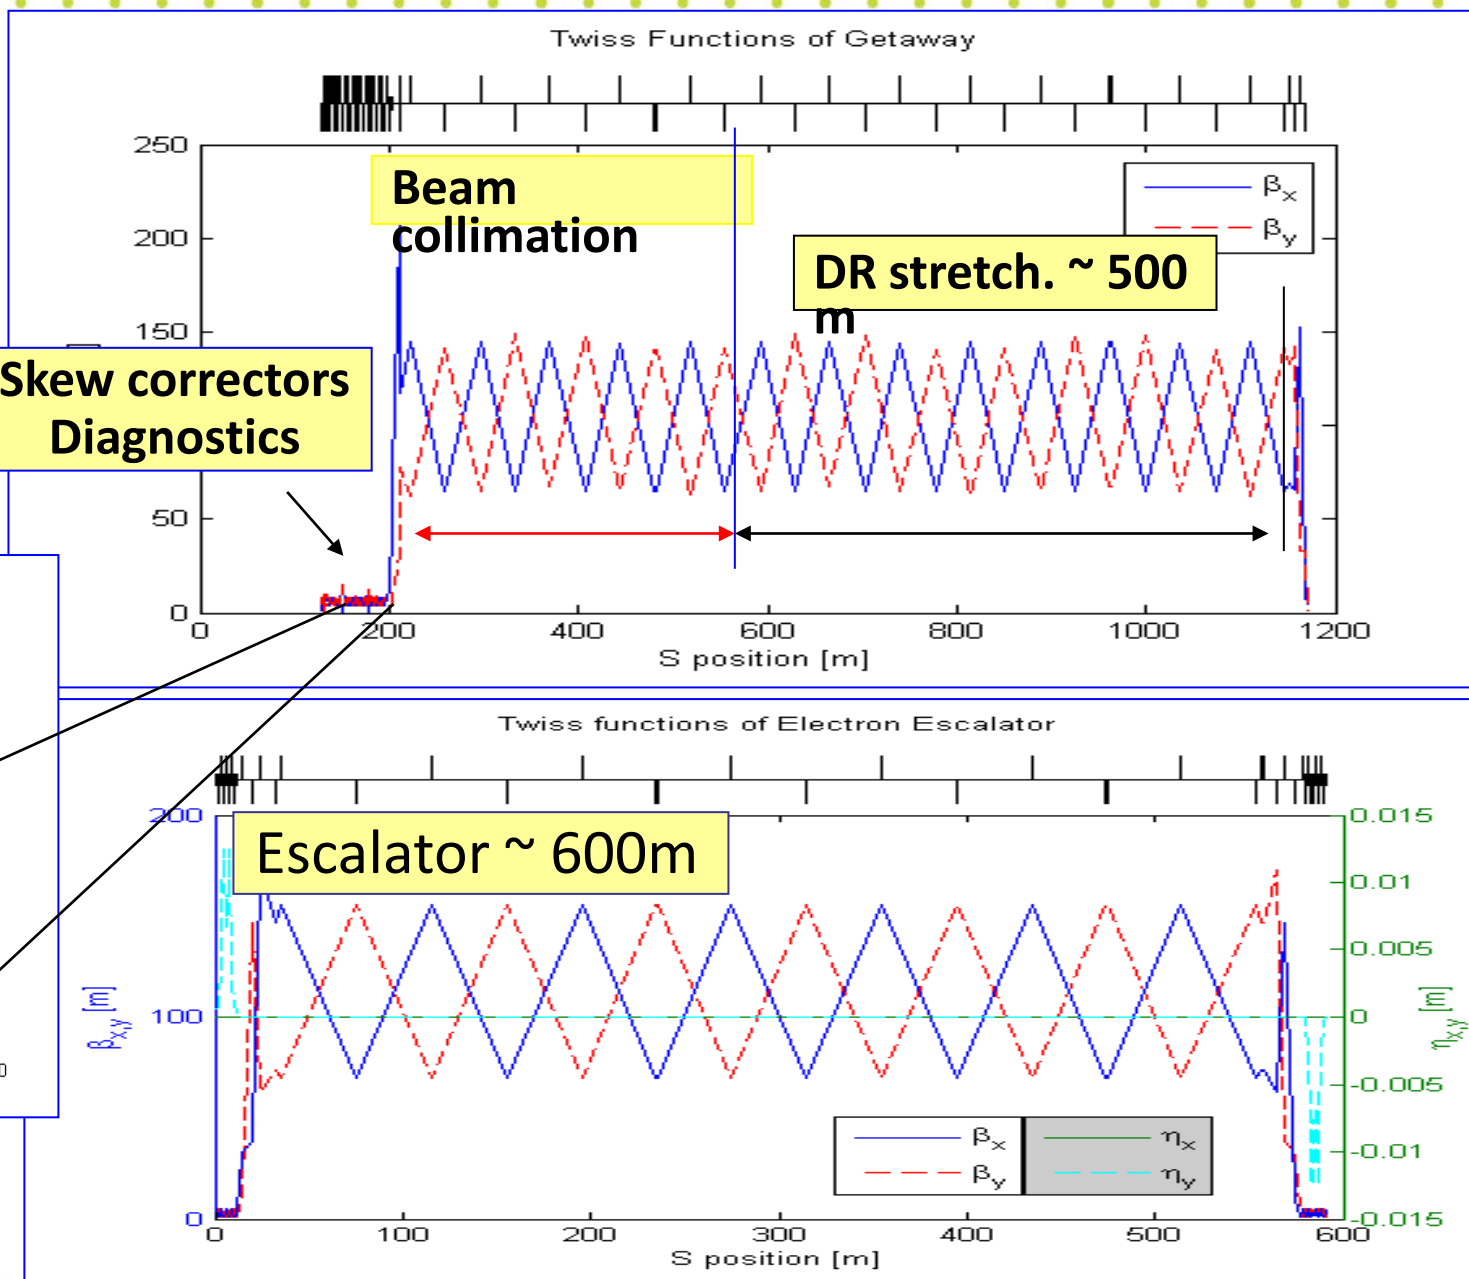 Twiss Functions of Getaway
250
200
150
50
0
Beam
collimation
βx
βy
DR stretch. ~ 500
m
Skew correctors
Diagnostics
0
200
400
600
800
1000
1200
S position [m]
Twiss functions of Electron Escalator
200
100
0
βx,y [m]
Escalator ~ 600m
0.015
0.01
0.005
0
-0.005
-0.01
-0.015
ηx,y [m]
βx
βy
ηx
ηy
0
100
200
300
400
500
600
S position [m]
0